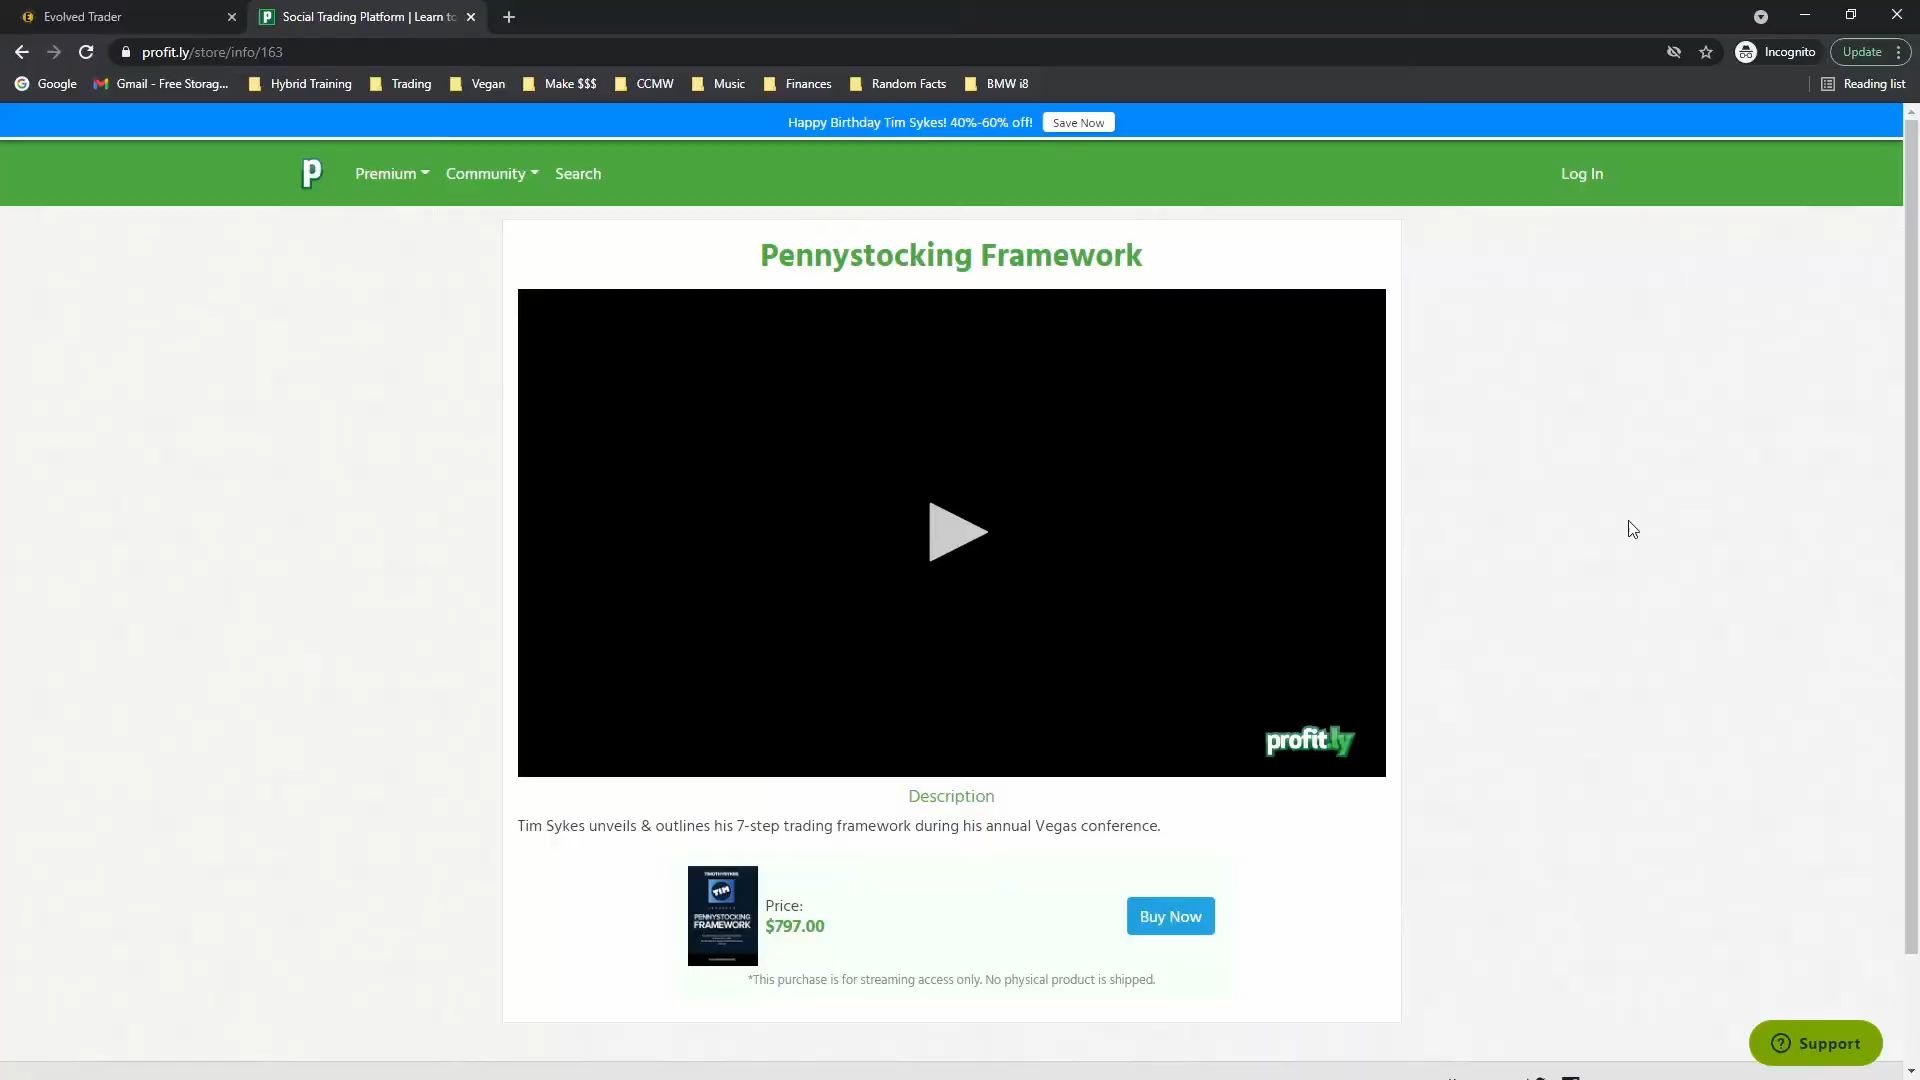 Evolved Trader
Social Trading Platform | Learn to
profit.ly/store/info/163
Incognito
Update
Google
Gmail - Free Storag...
Hybrid Training
Trading
Vegan
Make $$$
CCMW
Music
Finances
Random Facts
BMW i8
Reading list
Happy Birthday Tim Sykes! 40%-60% off!
Save Now
p
Premium
Community
Search
Log In
Pennystocking Framework
profit.ly
Description
Tim Sykes unveils & outlines his 7-step trading framework during his annual Vegas conference.
TIM
PENNYSTOCKING
FRAMEWORK
Price:
$797.00
Buy Now
*This purchase is for streaming access only. No physical product is shipped.
Support